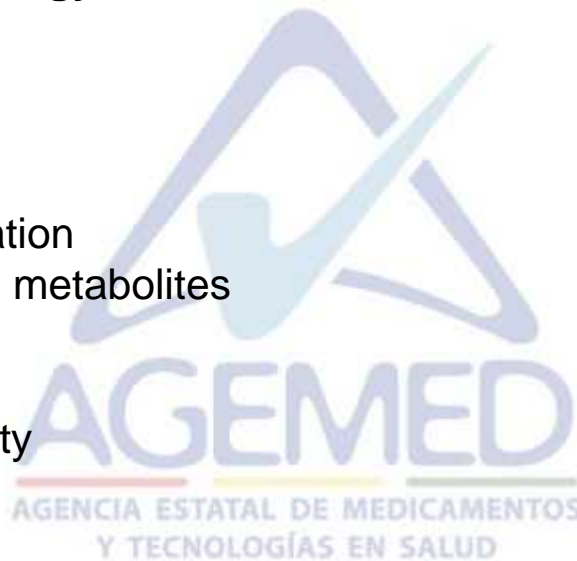 ation
metabolites
ty
AGEMED
AGENCIA ESTATAL DE MEDICAMENTOS
Y TECNOLOGÍAS EN SALUD